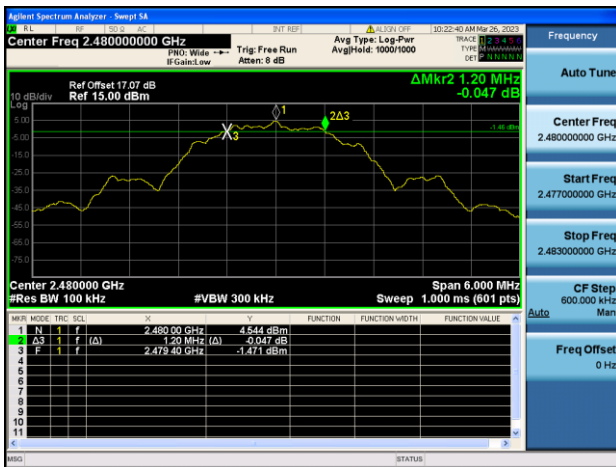 Agilent Spectrum Analyzer - Swept SA
RL RF 50 Ω AC INT REF ALIGN OFF 10:22:40 AM Mar 26, 2023
Center Freq 2.480000000 GHz
PNO: Wide Trig: Free Run Avg Type: Log-Pwr TRACE 1 2 3 4 5 6
IFGain:Low Atten: 8 dB Avg|Hold: 1000/1000 TYPE
DET P N N N N N
Ref Offset 17.07 dB ΔMkr2 1.20 MHz
10 dB/div Ref 15.00 dBm -0.047 dB
Log
5.00
-5.00
-15.0
-25.0
-35.0
-45.0
-55.0
-65.0
-75.0
1
2Δ3
3
Center 2.480000 GHz Span 6.000 MHz
#Res BW 100 kHz #VBW 300 kHz Sweep 1.000 ms (601 pts)
MKR MODE TRC SCL X Y FUNCTION FUNCTION WIDTH FUNCTION VALUE
1 N 1 f 2.480 00 GHz 4.544 dBm
2 Δ3 1 f (Δ) 1.20 MHz (Δ) -0.047 dB
3 F 1 f 2.479 40 GHz -1.471 dBm
4
5
6
7
8
9
10
11
MSG STATUS
Frequency
Auto Tune
Center Freq
2.480000000 GHz
Start Freq
2.477000000 GHz
Stop Freq
2.483000000 GHz
CF Step
600.000 kHz
Auto Man
Freq Offset
0 Hz